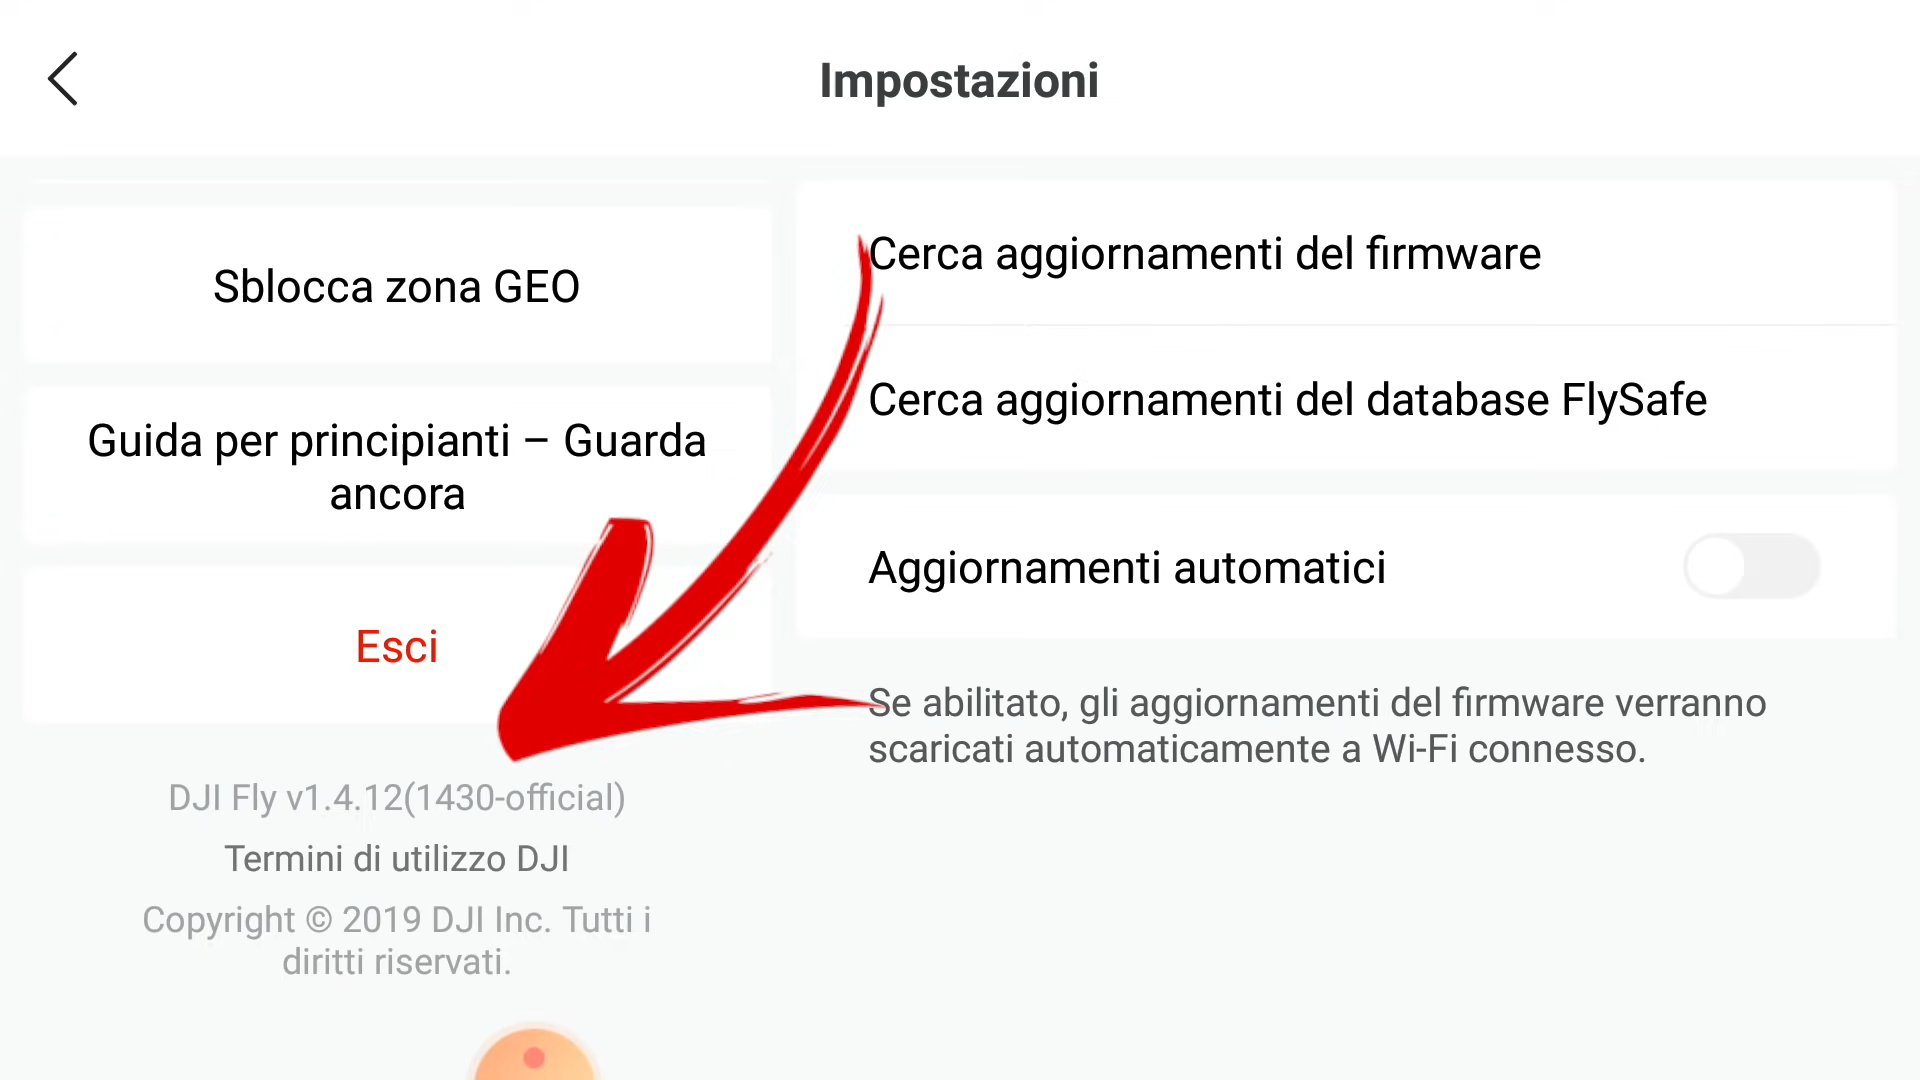 Impostazioni
Sblocca zona GEO
Guida per principianti – Guarda
ancora
Esci
DJI Fly v1.4.12(1430-official)
Termini di utilizzo DJI
Copyright © 2019 DJI Inc. Tutti i
diritti riservati.
Cerca aggiornamenti del firmware
Cerca aggiornamenti del database FlySafe
Aggiornamenti automatici
Se abilitato, gli aggiornamenti del firmware verranno
scaricati automaticamente a Wi-Fi connesso.